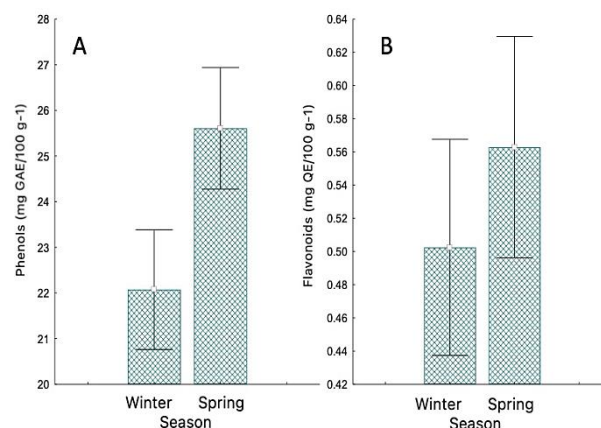 A
Phenols (mg GAE/100 g-1)
28
27
26
25
24
23
22
21
20
Winter Spring
Season
B
Flavonoids (mg QE/100 g-1)
0.64
0.62
0.60
0.58
0.56
0.54
0.52
0.50
0.48
0.46
0.44
0.42
Winter Spring
Season